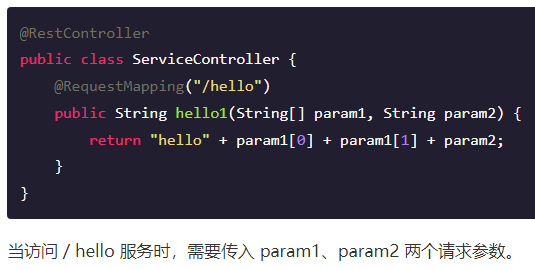 @RestController
public class ServiceController {
    @RequestMapping("/hello")
    public String hello1(String[] param1, String param2) {
        return "hello" + param1[0] + param1[1] + param2;
    }
}
当访问 / hello 服务时，需要传入 param1、param2 两个请求参数。